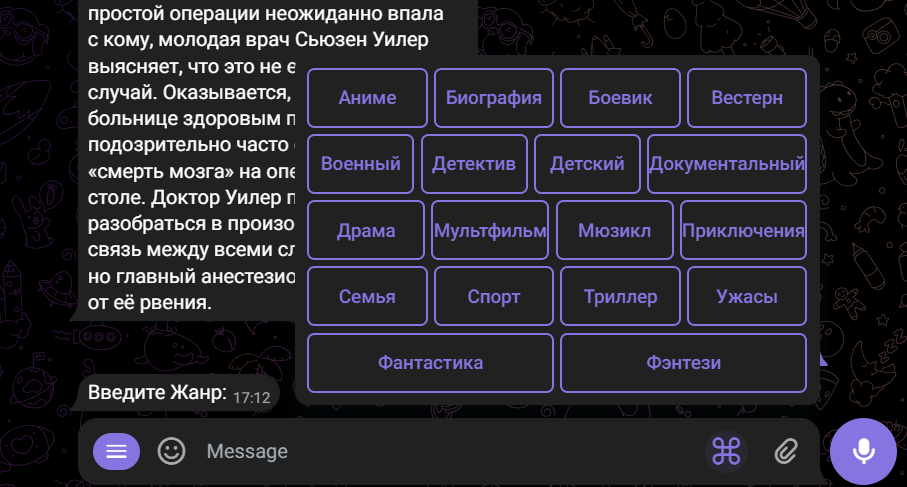 простой операции неожиданно впала
с кому, молодая врач Сьюзен Уилер
выясняет, что это не е
случай. Оказывается,
больнице здоровым п
подозрительно часто
«смерть мозга» на опе
столе. Доктор Уилер п
разобраться в произо
связь между всеми сл
но главный анестезио
от её рвения.
Аниме Биография Боевик Вестерн
Военный Детектив Детский Документальный
Драма Мультфильм Мюзикл Приключения
Семья Спорт Триллер Ужасы
Фантастика Фэнтези
Введите Жанр: 17:12
Message